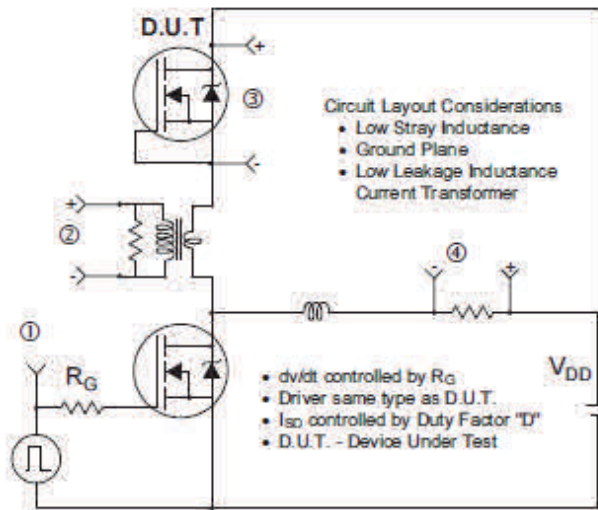 D.U.T
+
③
-
Circuit Layout Considerations
• Low Stray Inductance
• Ground Plane
• Low Leakage Inductance
Current Transformer
+
②
-
④
- +
①
RG
VDD
• dv/dt controlled by RG
• Driver same type as D.U.T.
• ISD controlled by Duty Factor "D"
• D.U.T. - Device Under Test